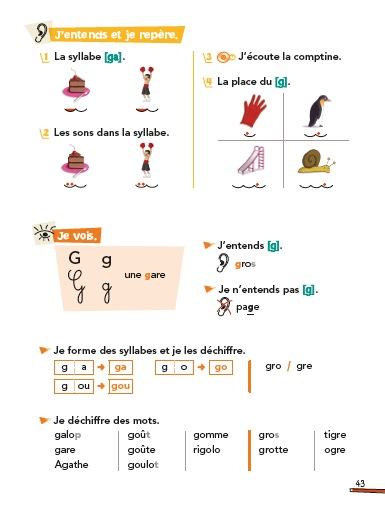 J'entends et je repère.
1 La syllabe [ga].
2 Les sons dans la syllabe.
3 J'écoute la comptine.
4 La place du [g].
Je vois.
G g
G g
une gare
J'entends [g].
gros
Je n'entends pas [g].
page
Je forme des syllabes et je les déchiffre.
g a → ga
g o → go
gro / gre
g ou → gou
Je déchiffre des mots.
galop goût gomme gros tigre
gare goûte rigolo grotte ogre
Agathe goulot
43